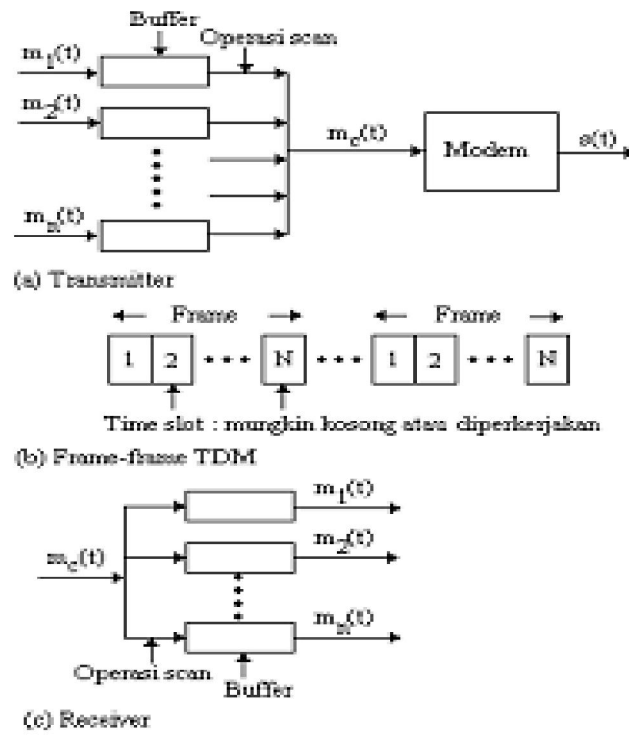 Buffer
Operasi scan
m1(t)
m2(t)
mn(t)
mc(t)
Modem
s(t)
(a) Transmitter
Frame Frame
1 2 N 1 2 N
Time slot : mungkin kosong atau diperkerjakan
(b) Frame-frame TDM
m1(t)
mc(t)
m2(t)
mn(t)
Operasi scan
Buffer
(c) Receiver